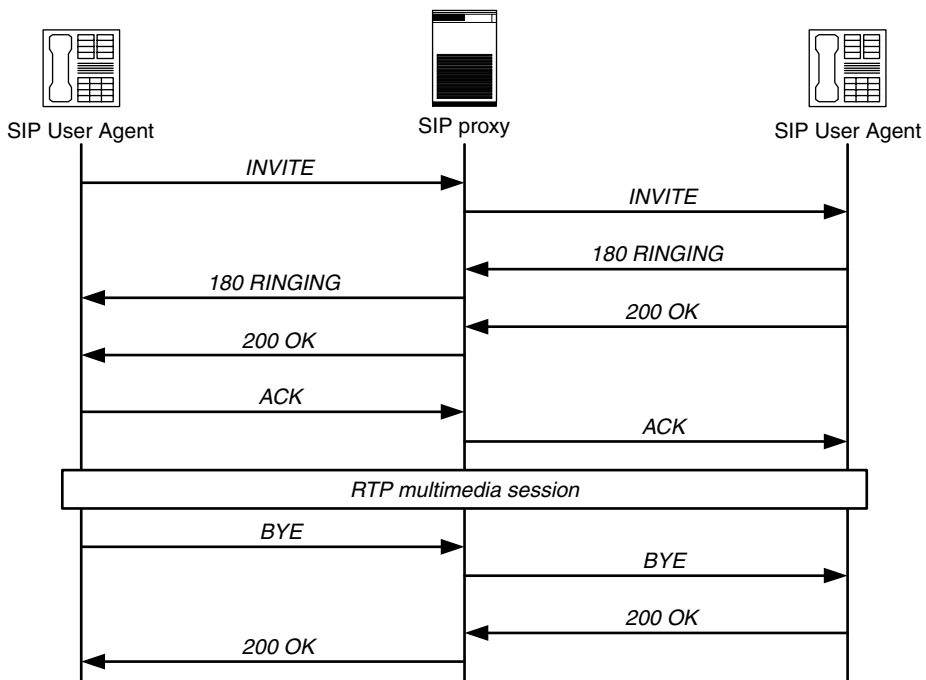 SIP User Agent
SIP proxy
SIP User Agent
INVITE
INVITE
180 RINGING
180 RINGING
200 OK
200 OK
ACK
ACK
RTP multimedia session
BYE
BYE
200 OK
200 OK